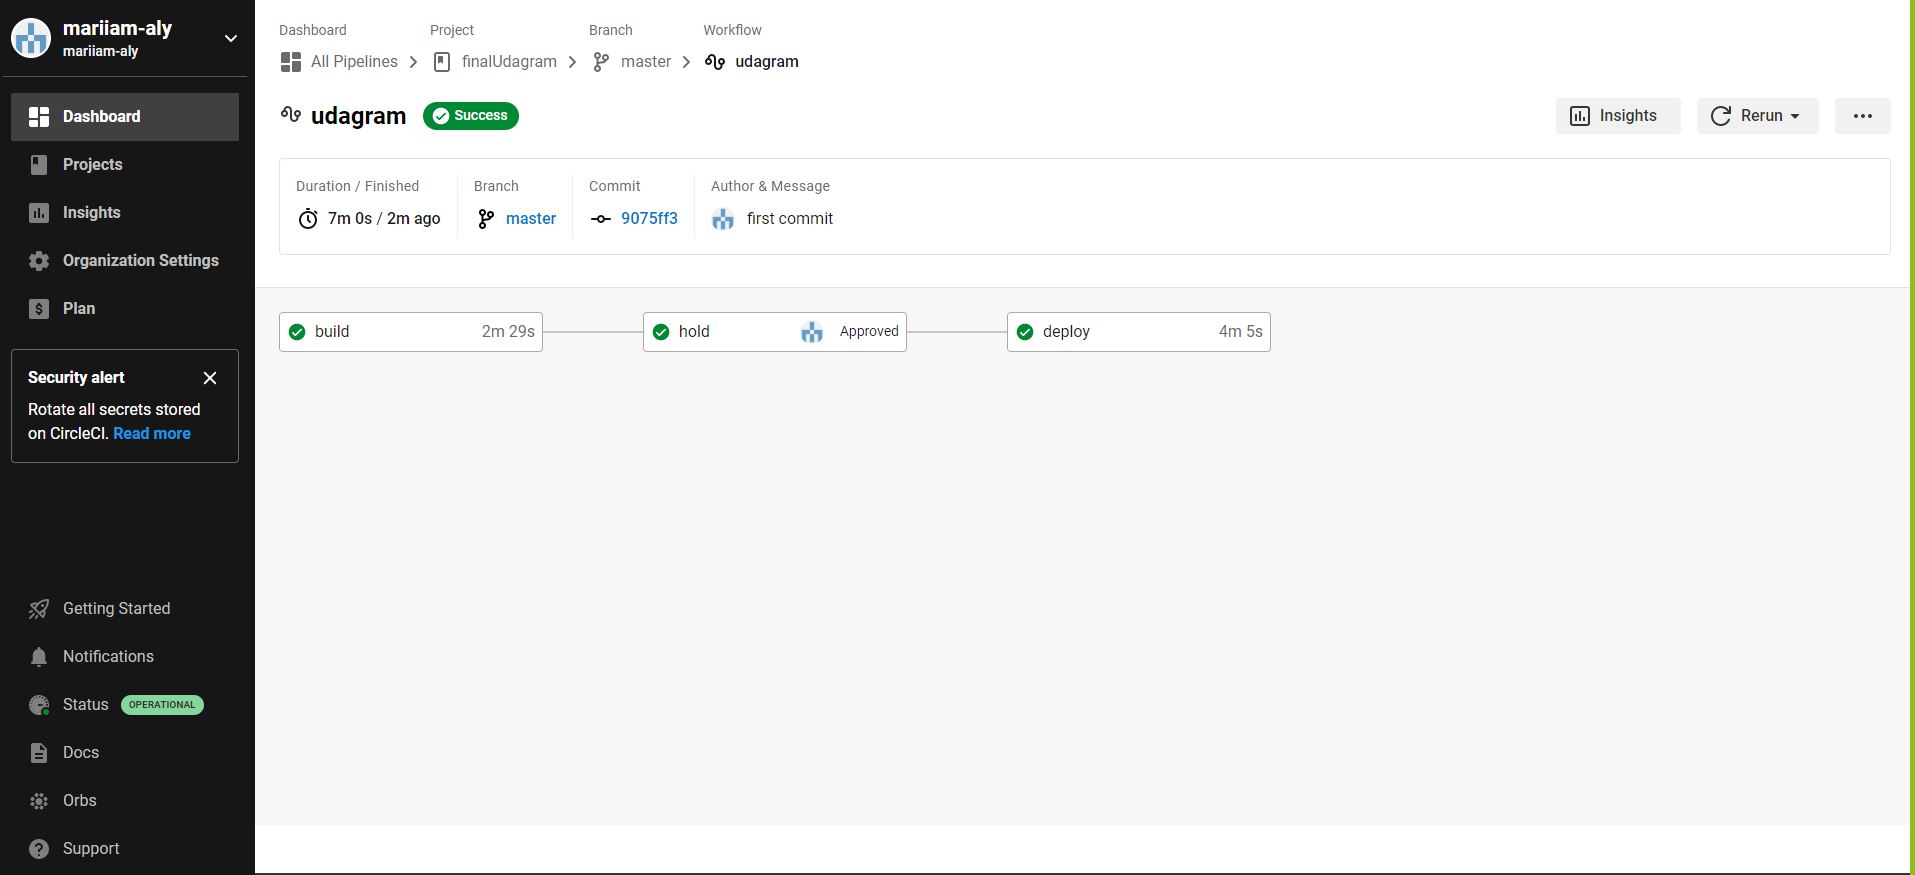 mariiam-aly
mariiam-aly
Dashboard
Projects
Insights
Organization Settings
Plan
Security alert
Rotate all secrets stored
on CircleCI. Read more
Getting Started
Notifications
Status OPERATIONAL
Docs
Orbs
Support
Dashboard Project Branch Workflow
All Pipelines finalUdagram master udagram
udagram Success
Insights Rerun
Duration / Finished Branch Commit Author & Message
7m 0s / 2m ago master 9075ff3 first commit
build 2m 29s hold Approved deploy 4m 5s